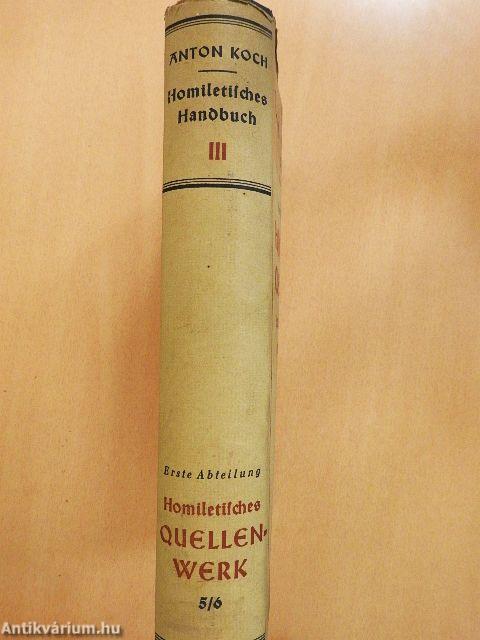 ANTON KOCH
Homiletiſches
Handbuch
III
Erste Abteilung
Homiletiſches
QUELLEN-
WERK
5/6
Antikvárium.hu